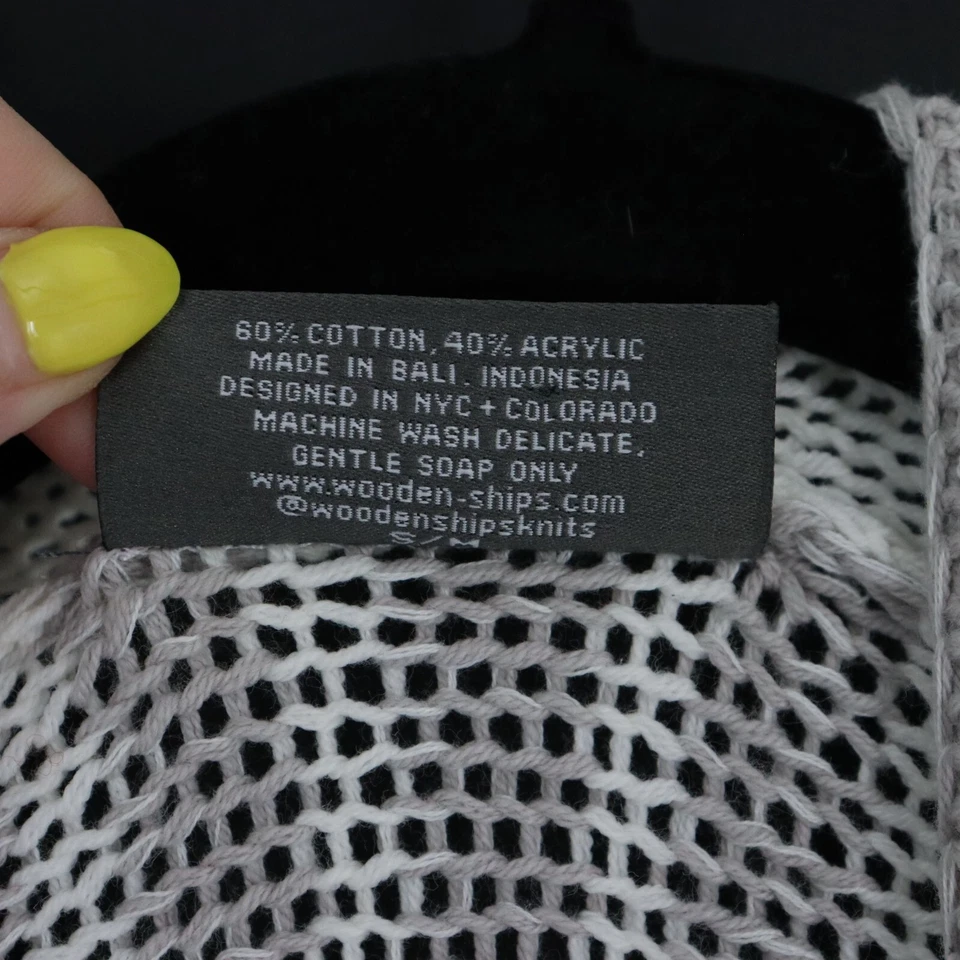 60% COTTON, 40% ACRYLIC
MADE IN BALI, INDONESIA
DESIGNED IN NYC + COLORADO
MACHINE WASH DELICATE,
GENTLE SOAP ONLY
www.wooden-ships.com
@woodenshipsknits
S/M